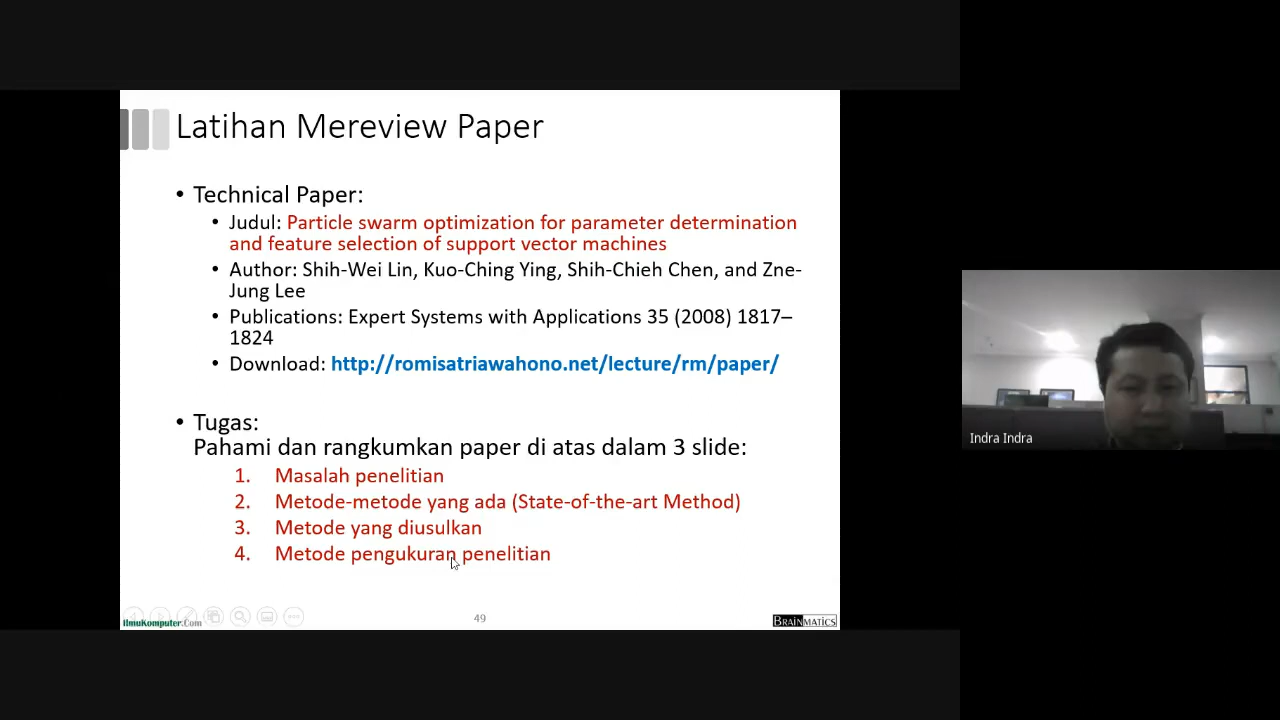 Latihan Mereview Paper
• Technical Paper:
• Judul: Particle swarm optimization for parameter determination
and feature selection of support vector machines
• Author: Shih-Wei Lin, Kuo-Ching Ying, Shih-Chieh Chen, and Zne-
Jung Lee
• Publications: Expert Systems with Applications 35 (2008) 1817–
1824
• Download: http://romisatriawahono.net/lecture/rm/paper/
• Tugas:
Pahami dan rangkumkan paper di atas dalam 3 slide:
1. Masalah penelitian
2. Metode-metode yang ada (State-of-the-art Method)
3. Metode yang diusulkan
4. Metode pengukuran penelitian
IlmuKomputer.Com
49
BRAINMATICS
Indra Indra